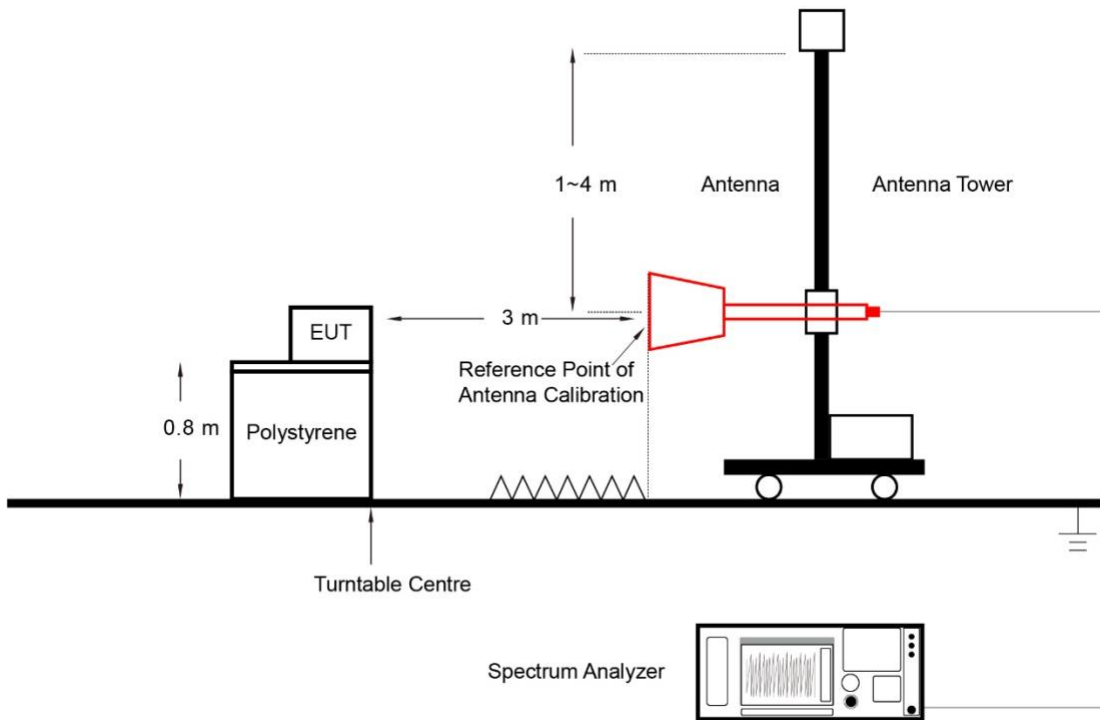 1~4 m
Antenna
Antenna Tower
3 m
EUT
Reference Point of
Antenna Calibration
0.8 m
Polystyrene
Turntable Centre
Spectrum Analyzer